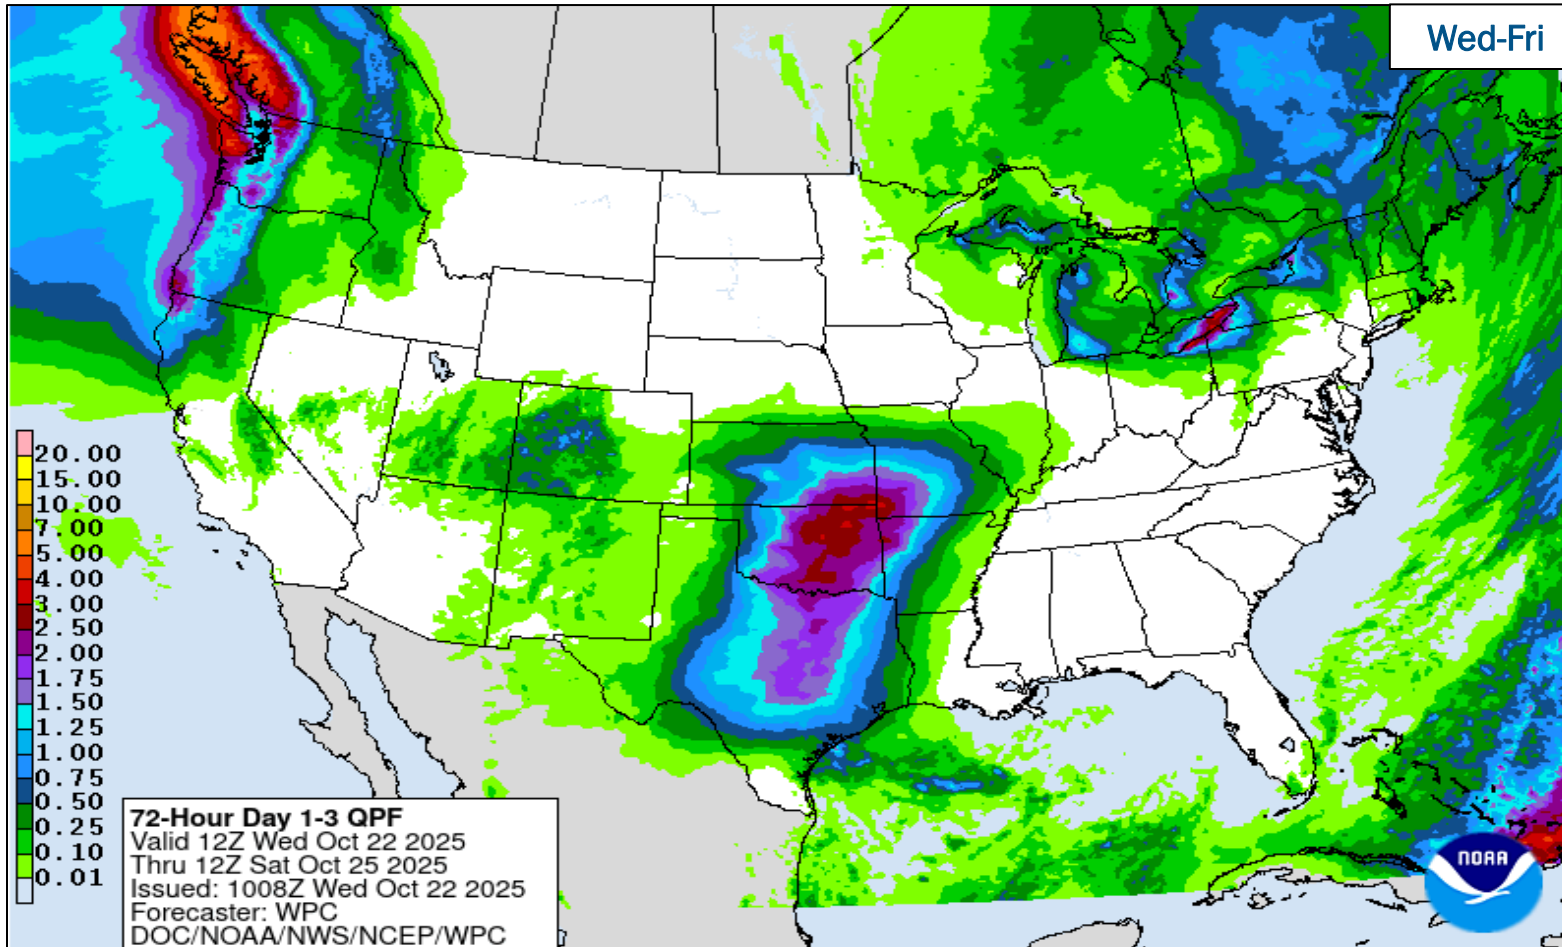 Wed-Fri
20.00
15.00
10.00
7.00
5.00
4.00
3.00
2.50
2.00
1.75
1.50
1.25
1.00
0.75
0.50
0.25
0.10
0.01
72-Hour Day 1-3 QPF
Valid 12Z Wed Oct 22 2025
Thru 12Z Sat Oct 25 2025
Issued: 1008Z Wed Oct 22 2025
Forecaster: WPC
DOC/NOAA/NWS/NCEP/WPC
NOAA